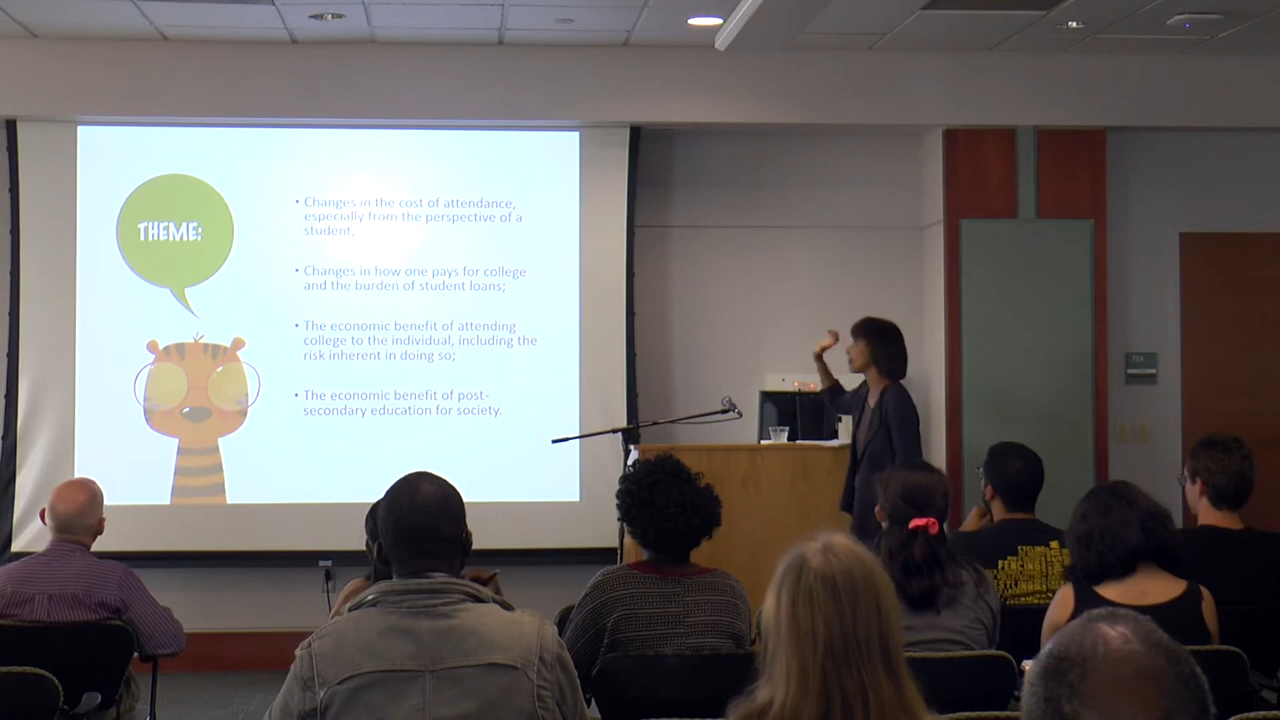 THEME:
• Changes in the cost of attendance,
especially from the perspective of a
student,
• Changes in how one pays for college
and the burden of student loans;
• The economic benefit of attending
college to the individual, including the
risk inherent in doing so;
• The economic benefit of post-
secondary education for society.
FENCING